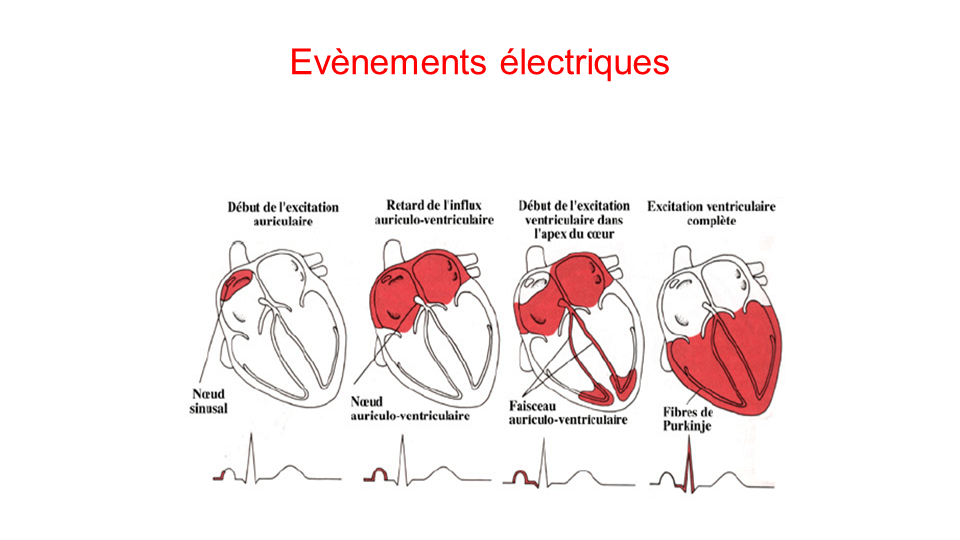 Evènements électriques
Début de l'excitation
auriculaire
Retard de l'influx
auriculo-ventriculaire
Début de l'excitation
ventriculaire dans
l'apex du cœur
Excitation ventriculaire
complète
Nœud
sinusal
Nœud
auriculo-ventriculaire
Faisceau
auriculo-ventriculaire
Fibres de
Purkinje